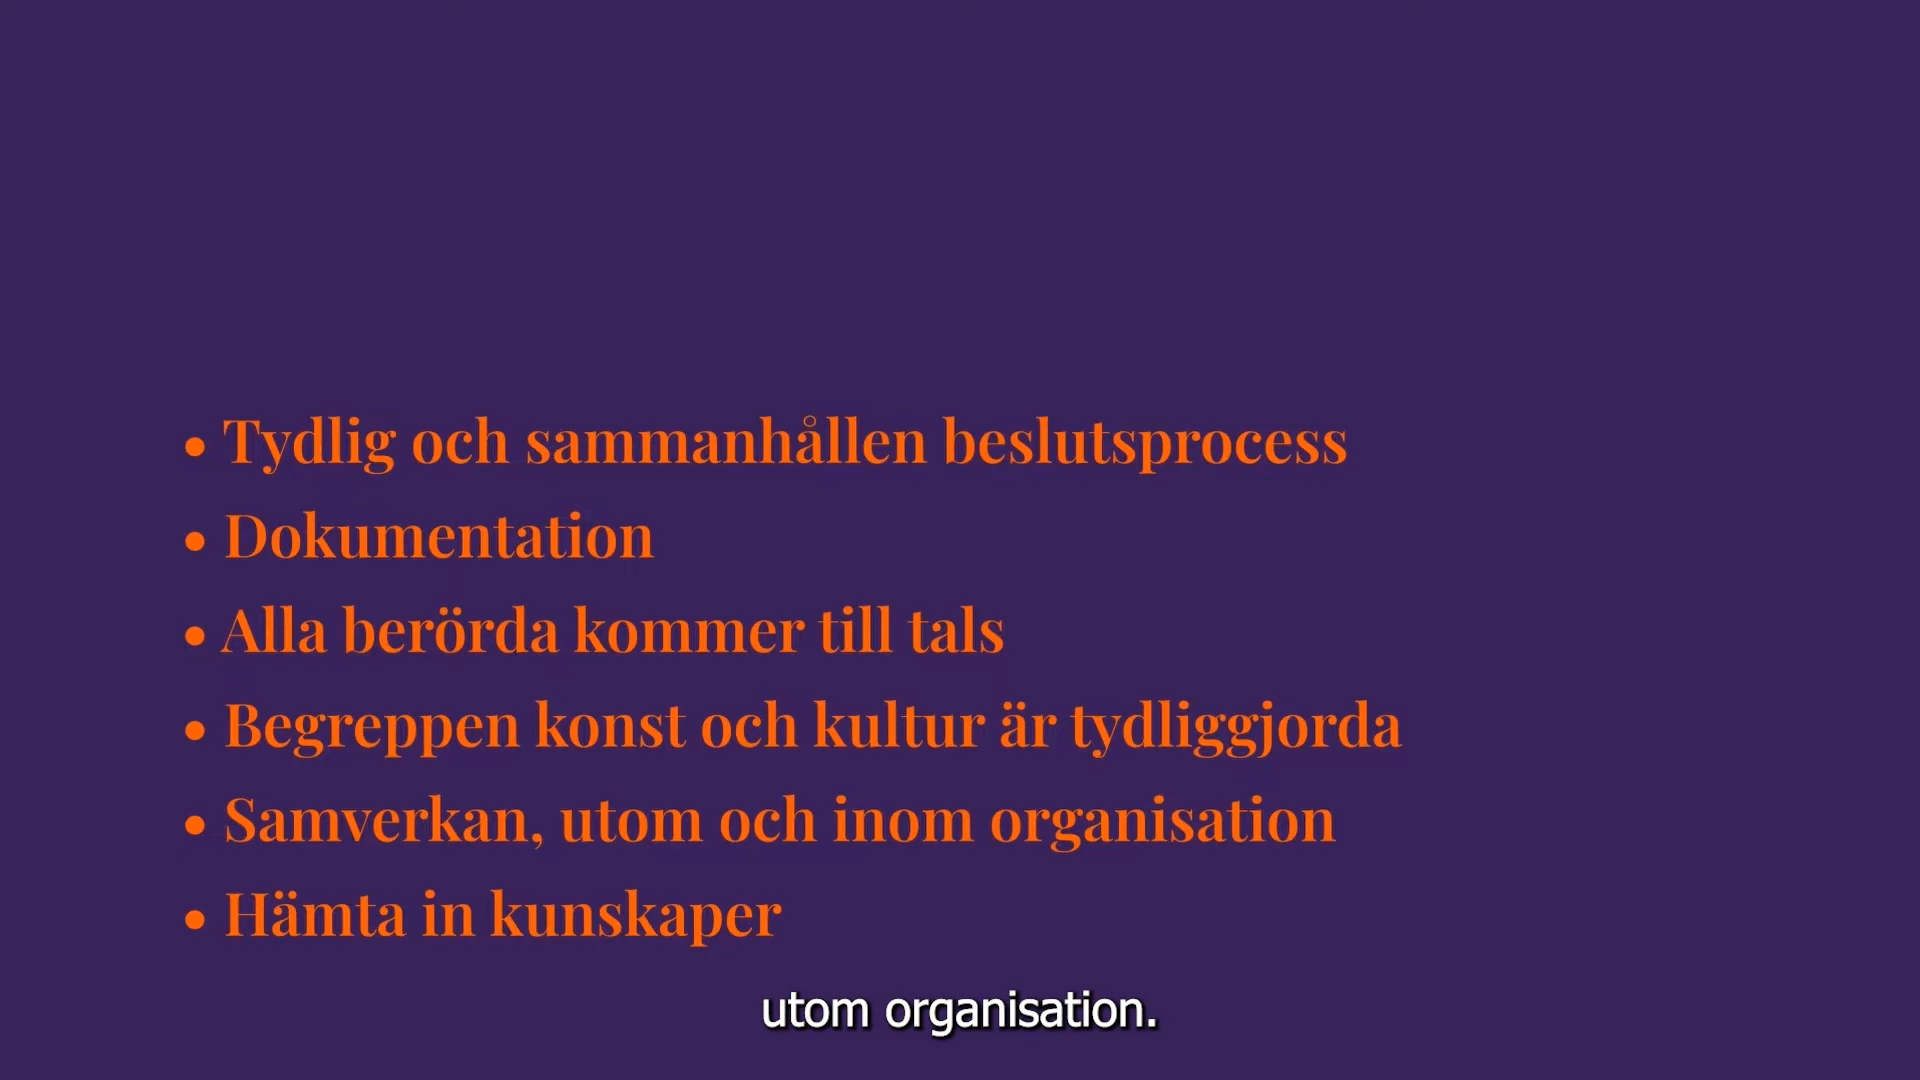 • Tydlig och sammanhållen beslutsprocess
• Dokumentation
• Alla berörda kommer till tals
• Begreppen konst och kultur är tydliggjorda
• Samverkan, utom och inom organisation
• Hämta in kunskaper
utom organisation.